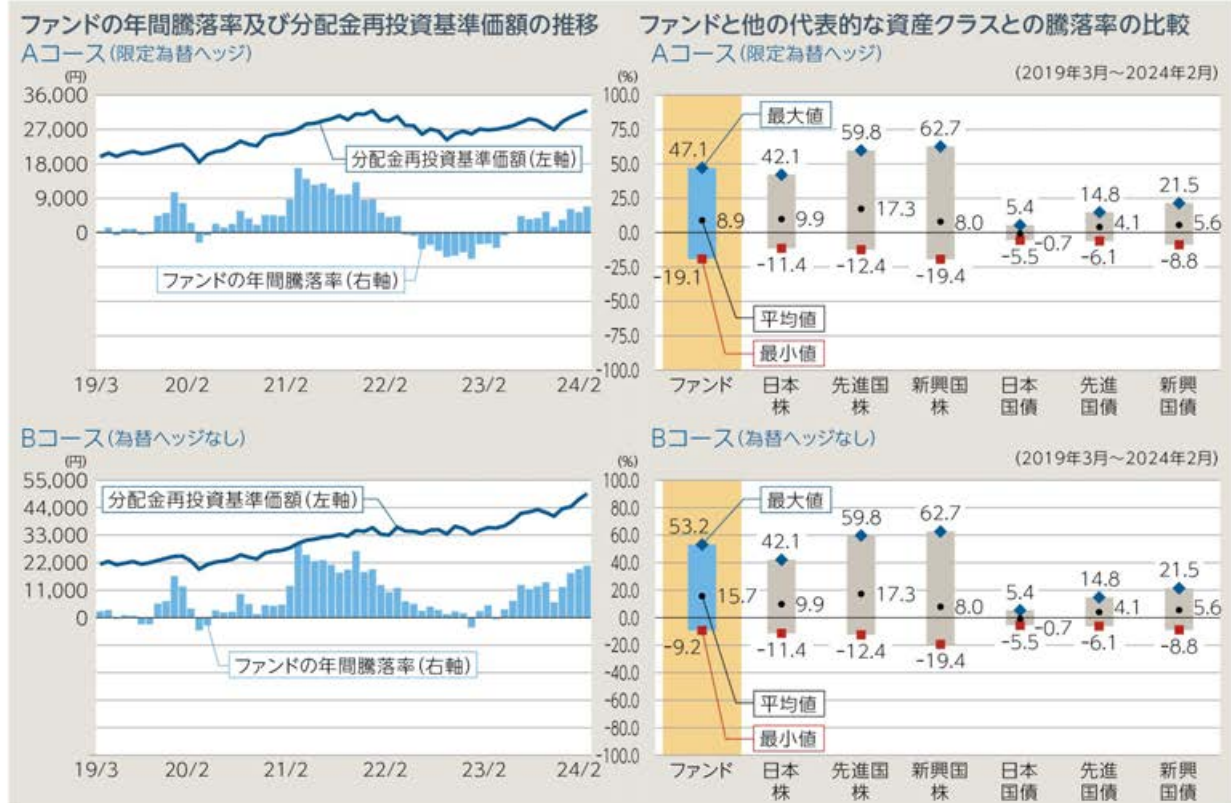 ファンドの年間騰落率及び分配金再投資基準価額の推移
Aコース(限定為替ヘッジ)
(円)
36,000
27,000
18,000
9,000
0
(%)
100.0
75.0
50.0
25.0
0.0
-25.0
-50.0
-75.0
-100.0
分配金再投資基準価額(左軸)
ファンドの年間騰落率(右軸)
19/3 20/2 21/2 22/2 23/2 24/2
ファンドと他の代表的な資産クラスとの騰落率の比較
Aコース(限定為替ヘッジ)
(2019年3月〜2024年2月)
最大値
47.1 42.1 59.8 62.7 5.4 14.8 21.5
8.9 9.9 17.3 8.0 -0.7 4.1 5.6
-19.1 -11.4 -12.4 -19.4 -5.5 -6.1 -8.8
平均値
最小値
ファンド 日本 先進国 新興国 日本 先進 新興
株 株 株 国債 国債 国債
Bコース(為替ヘッジなし)
(円)
55,000
44,000
33,000
22,000
11,000
0
(%)
100.0
80.0
60.0
40.0
20.0
0.0
-20.0
-40.0
-60.0
-80.0
-100.0
分配金再投資基準価額(左軸)
ファンドの年間騰落率(右軸)
19/3 20/2 21/2 22/2 23/2 24/2
Bコース(為替ヘッジなし)
(2019年3月〜2024年2月)
最大値
53.2 42.1 59.8 62.7 5.4 14.8 21.5
15.7 9.9 17.3 8.0 -0.7 4.1 5.6
-9.2 -11.4 -12.4 -19.4 -5.5 -6.1 -8.8
平均値
最小値
ファンド 日本 先進国 新興国 日本 先進 新興
株 株 株 国債 国債 国債